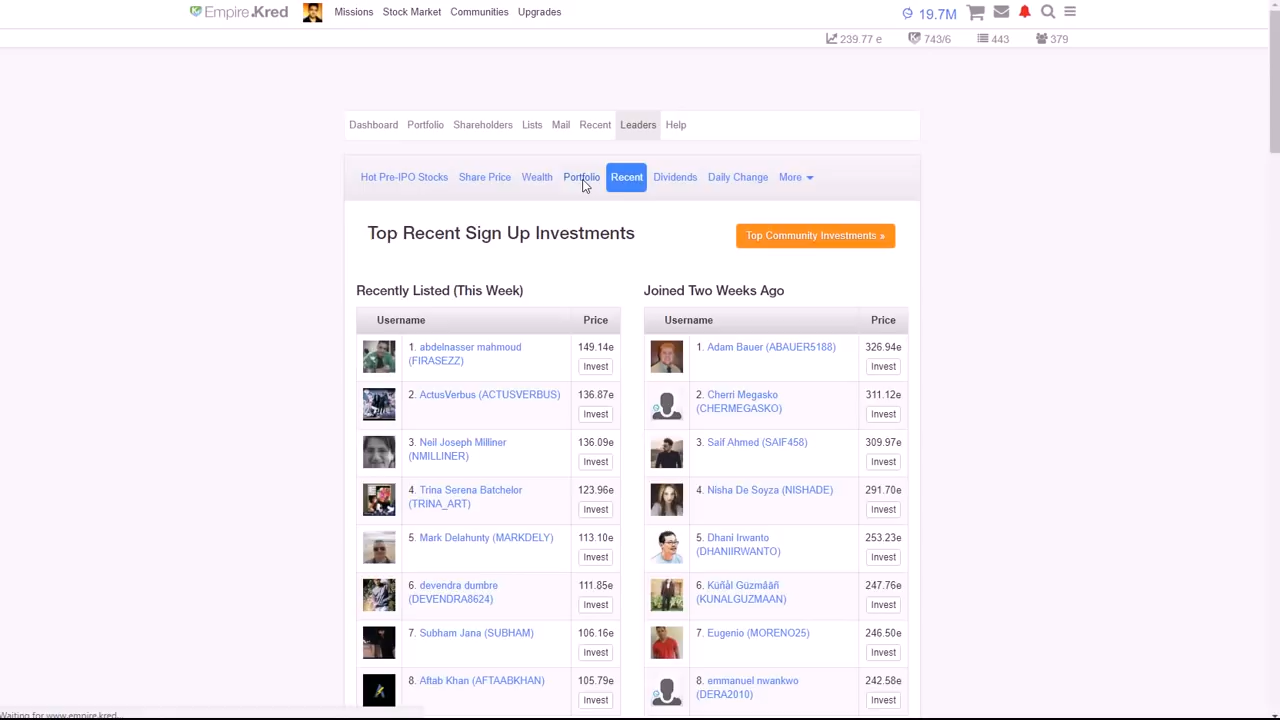 Empire.Kred Missions Stock Market Communities Upgrades 19.7M
239.77 e 743/6 443 379
Dashboard Portfolio Shareholders Lists Mail Recent Leaders Help
Hot Pre-IPO Stocks Share Price Wealth Portfolio Recent Dividends Daily Change More
Top Recent Sign Up Investments
Top Community Investments »
Recently Listed (This Week)
Username Price
1. abdelnasser mahmoud 149.14e
(FIRASEZZ) Invest
2. ActusVerbus (ACTUSVERBUS) 136.87e
Invest
3. Neil Joseph Milliner 136.09e
(NMILLINER) Invest
4. Trina Serena Batchelor 123.96e
(TRINA_ART) Invest
5. Mark Delahunty (MARKDELY) 113.10e
Invest
6. devendra dumbre 111.85e
(DEVENDRA8624) Invest
7. Subham Jana (SUBHAM) 106.16e
Invest
8. Aftab Khan (AFTAABKHAN) 105.79e
Invest
Joined Two Weeks Ago
Username Price
1. Adam Bauer (ABAUER5188) 326.94e
Invest
2. Cherri Megasko 311.12e
(CHERMEGASKO) Invest
3. Saif Ahmed (SAIF458) 309.97e
Invest
4. Nisha De Soyza (NISHADE) 291.70e
Invest
5. Dhani Irwanto 253.23e
(DHANIIRWANTO) Invest
6. Küñål Gúzmâãñ 247.76e
(KUNALGUZMAAN) Invest
7. Eugenio (MORENO25) 246.50e
Invest
8. emmanuel nwankwo 242.58e
(DERA2010) Invest
Waiting for www.empire.kred...